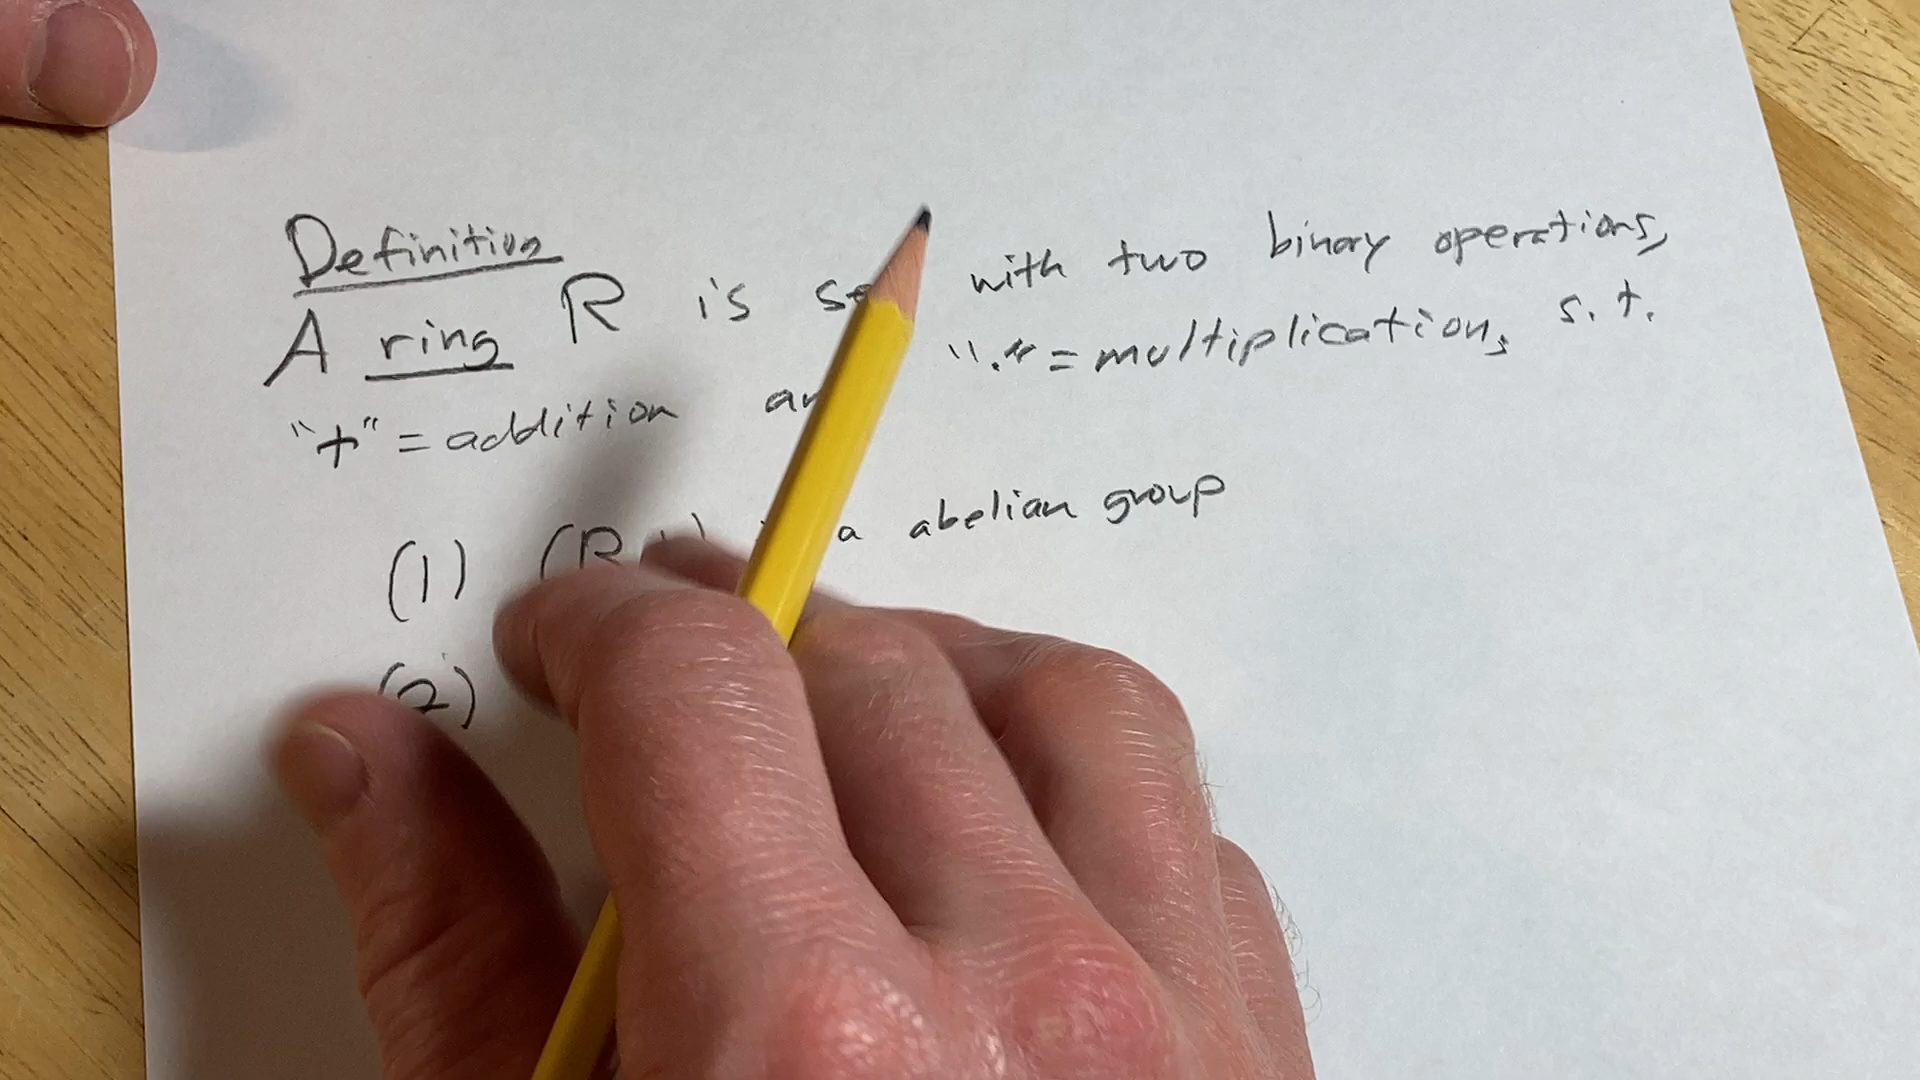 Definition
A ring R is with two binary operations,
"+" = addition "·" = multiplication, s.t.
(1) a abelian group
(2)